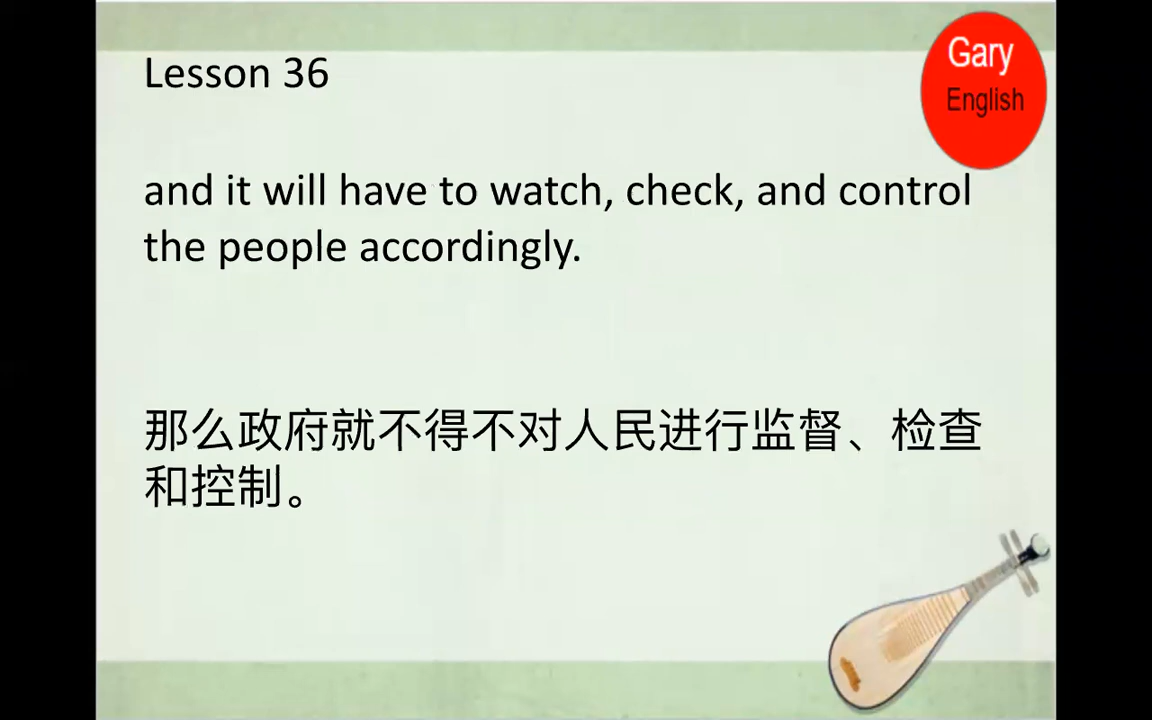 Lesson 36
Gary
English
and it will have to watch, check, and control
the people accordingly.
那么政府就不得不对人民进行监督、检查
和控制。